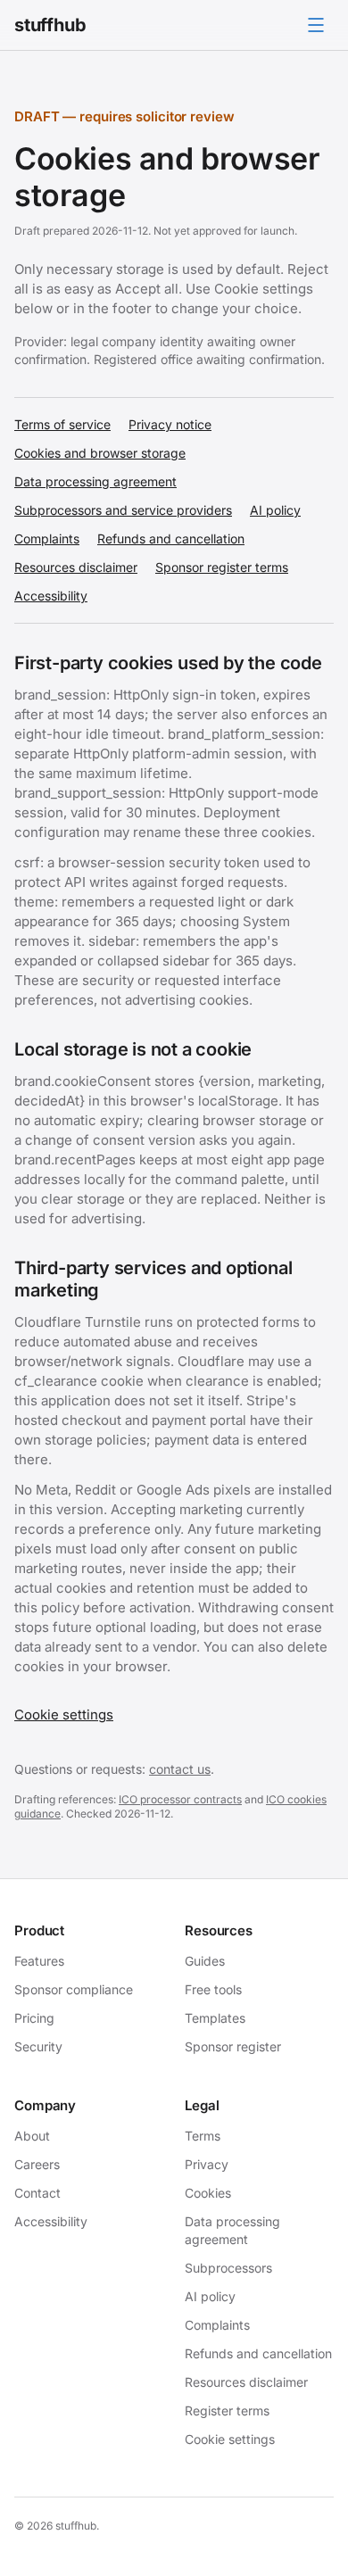 stuffhub
DRAFT — requires solicitor review
Cookies and browser
storage
Draft prepared 2026-11-12. Not yet approved for launch.
Only necessary storage is used by default. Reject
all is as easy as Accept all. Use Cookie settings
below or in the footer to change your choice.
Provider: legal company identity awaiting owner
confirmation. Registered office awaiting confirmation.
Terms of service Privacy notice
Cookies and browser storage
Data processing agreement
Subprocessors and service providers AI policy
Complaints Refunds and cancellation
Resources disclaimer Sponsor register terms
Accessibility
First-party cookies used by the code
brand_session: HttpOnly sign-in token, expires
after at most 14 days; the server also enforces an
eight-hour idle timeout. brand_platform_session:
separate HttpOnly platform-admin session, with
the same maximum lifetime.
brand_support_session: HttpOnly support-mode
session, valid for 30 minutes. Deployment
configuration may rename these three cookies.
csrf: a browser-session security token used to
protect API writes against forged requests.
theme: remembers a requested light or dark
appearance for 365 days; choosing System
removes it. sidebar: remembers the app's
expanded or collapsed sidebar for 365 days.
These are security or requested interface
preferences, not advertising cookies.
Local storage is not a cookie
brand.cookieConsent stores {version, marketing,
decidedAt} in this browser's localStorage. It has
no automatic expiry; clearing browser storage or
a change of consent version asks you again.
brand.recentPages keeps at most eight app page
addresses locally for the command palette, until
you clear storage or they are replaced. Neither is
used for advertising.
Third-party services and optional
marketing
Cloudflare Turnstile runs on protected forms to
reduce automated abuse and receives
browser/network signals. Cloudflare may use a
cf_clearance cookie when clearance is enabled;
this application does not set it itself. Stripe's
hosted checkout and payment portal have their
own storage policies; payment data is entered
there.
No Meta, Reddit or Google Ads pixels are installed
in this version. Accepting marketing currently
records a preference only. Any future marketing
pixels must load only after consent on public
marketing routes, never inside the app; their
actual cookies and retention must be added to
this policy before activation. Withdrawing consent
stops future optional loading, but does not erase
data already sent to a vendor. You can also delete
cookies in your browser.
Cookie settings
Questions or requests: contact us.
Drafting references: ICO processor contracts and ICO cookies
guidance. Checked 2026-11-12.
Product
Features
Sponsor compliance
Pricing
Security
Resources
Guides
Free tools
Templates
Sponsor register
Company
About
Careers
Contact
Accessibility
Legal
Terms
Privacy
Cookies
Data processing
agreement
Subprocessors
AI policy
Complaints
Refunds and cancellation
Resources disclaimer
Register terms
Cookie settings
© 2026 stuffhub.